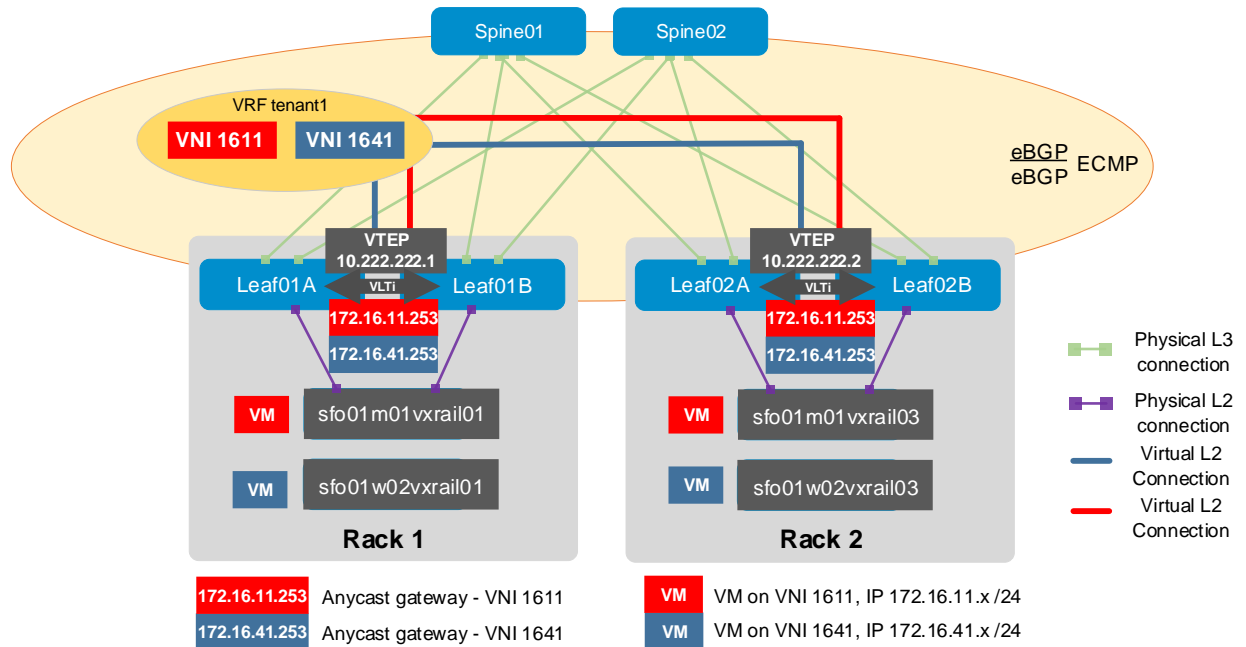 Spine01
Spine02
VRF tenant1
VNI 1611
VNI 1641
eBGP
eBGP
ECMP
VTEP
10.222.222.1
Leaf01A
VLTi
Leaf01B
172.16.11.253
172.16.41.253
VM
sfo01m01vxrail01
VM
sfo01w02vxrail01
Rack 1
VTEP
10.222.222.2
Leaf02A
VLTi
Leaf02B
172.16.11.253
172.16.41.253
VM
sfo01m01vxrail03
VM
sfo01w02vxrail03
Rack 2
Physical L3
connection
Physical L2
connection
Virtual L2
Connection
Virtual L2
Connection
172.16.11.253
Anycast gateway - VNI 1611
172.16.41.253
Anycast gateway - VNI 1641
VM
VM on VNI 1611, IP 172.16.11.x /24
VM
VM on VNI 1641, IP 172.16.41.x /24